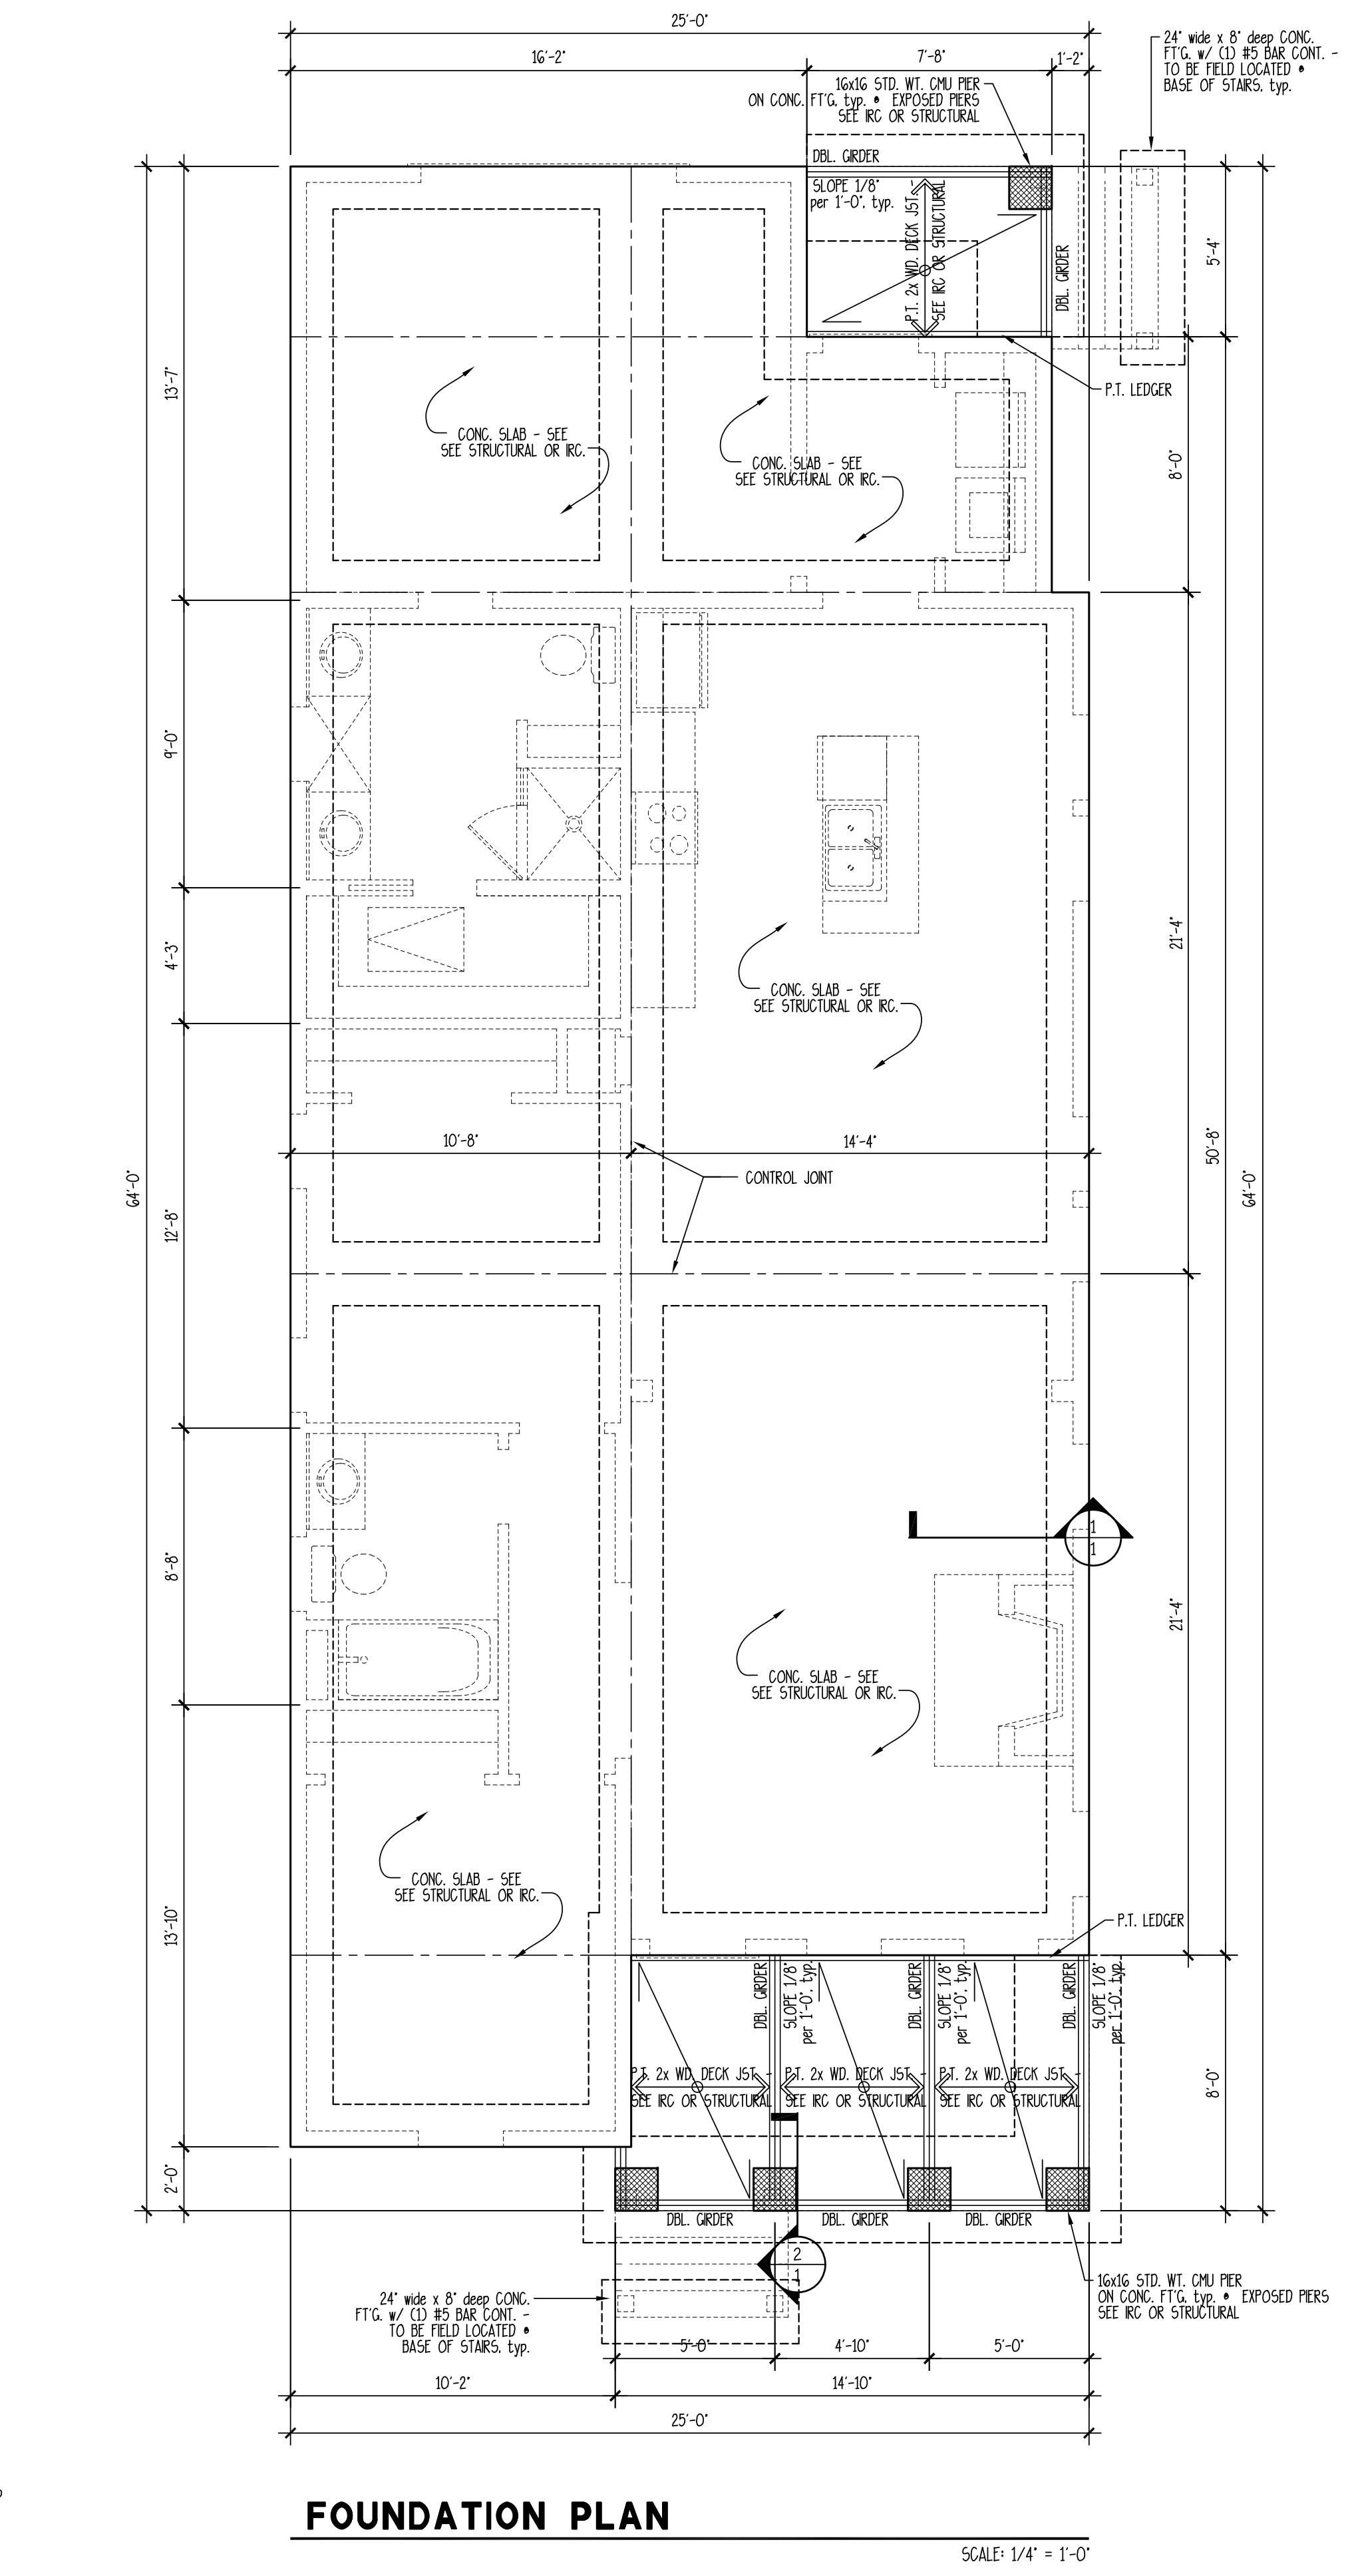 25'-0"
16'-2"
7'-8"
1'-2"
24" wide x 8" deep CONC.
FT'G. w/ (1) #5 BAR CONT. -
TO BE FIELD LOCATED @
BASE OF STAIRS, typ.
16x16 STD. WT. CMU PIER
ON CONC. FT'G, typ. @ EXPOSED PIERS
SEE IRC OR STRUCTURAL
DBL. GIRDER
SLOPE 1/8"
per 1'-0", typ.
P.T. 2x WD. DECK JST. -
SEE IRC OR STRUCTURAL
DBL. GIRDER
5'-4"
P.T. LEDGER
13'-7"
CONC. SLAB - SEE
SEE STRUCTURAL OR IRC.
CONC. SLAB - SEE
SEE STRUCTURAL OR IRC.
8'-0"
9'-0"
4'-3"
21'-4"
CONC. SLAB - SEE
SEE STRUCTURAL OR IRC.
10'-8"
14'-4"
CONTROL JOINT
64'-0"
12'-8"
50'-8"
64'-0"
1
1
8'-8"
21'-4"
CONC. SLAB - SEE
SEE STRUCTURAL OR IRC.
CONC. SLAB - SEE
SEE STRUCTURAL OR IRC.
13'-10"
P.T. LEDGER
DBL. GIRDER
SLOPE 1/8"
per 1'-0", typ.
DBL. GIRDER
SLOPE 1/8"
per 1'-0", typ.
DBL. GIRDER
SLOPE 1/8"
per 1'-0", typ.
P.T. 2x WD. DECK JST. -
SEE IRC OR STRUCTURAL
P.T. 2x WD. DECK JST. -
SEE IRC OR STRUCTURAL
P.T. 2x WD. DECK JST. -
SEE IRC OR STRUCTURAL
8'-0"
2'-0"
DBL. GIRDER
DBL. GIRDER
DBL. GIRDER
2
1
24" wide x 8" deep CONC.
FT'G. w/ (1) #5 BAR CONT. -
TO BE FIELD LOCATED @
BASE OF STAIRS, typ.
16x16 STD. WT. CMU PIER
ON CONC. FT'G, typ. @ EXPOSED PIERS
SEE IRC OR STRUCTURAL
5'-0"
4'-10"
5'-0"
10'-2"
14'-10"
25'-0"
FOUNDATION PLAN
SCALE: 1/4" = 1'-0"